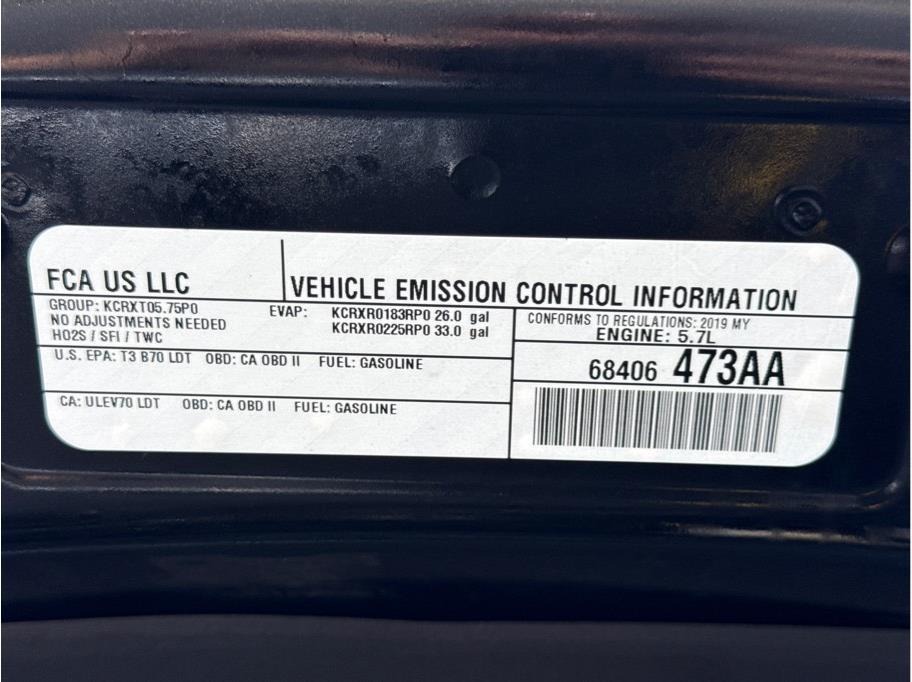 FCA US LLC
VEHICLE EMISSION CONTROL INFORMATION
GROUP: KCRXT05.75P0
NO ADJUSTMENTS NEEDED
HO2S / SFI / TWC
EVAP: KCRXR0183RP0 26.0 gal
KCRXR0225RP0 33.0 gal
CONFORMS TO REGULATIONS: 2019 MY
ENGINE: 5.7L
U.S. EPA: T3 B70 LDT OBD: CA OBD II FUEL: GASOLINE
68406 473AA
CA: ULEV70 LDT OBD: CA OBD II FUEL: GASOLINE